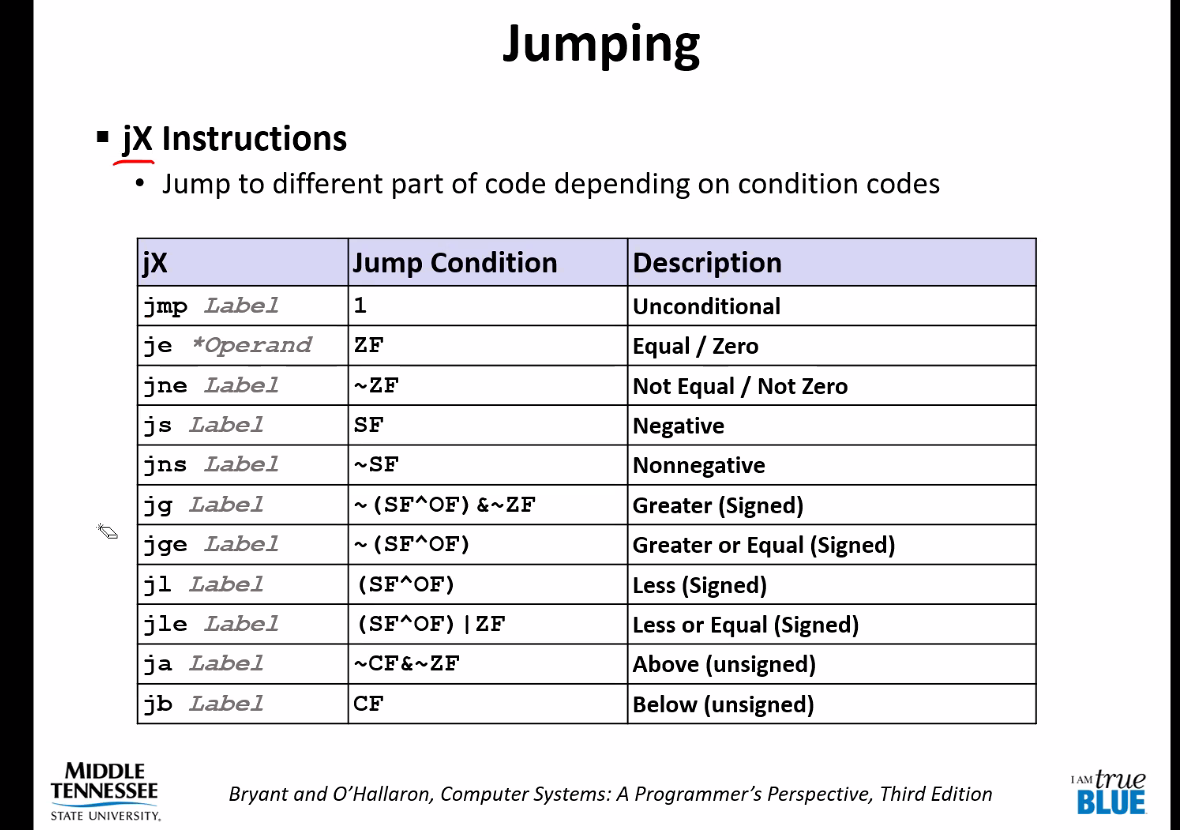 Jumping
▪ jX Instructions
• Jump to different part of code depending on condition codes
jX Jump Condition Description
jmp Label 1 Unconditional
je *Operand ZF Equal / Zero
jne Label ~ZF Not Equal / Not Zero
js Label SF Negative
jns Label ~SF Nonnegative
jg Label ~(SF^OF)&~ZF Greater (Signed)
jge Label ~(SF^OF) Greater or Equal (Signed)
jl Label (SF^OF) Less (Signed)
jle Label (SF^OF)|ZF Less or Equal (Signed)
ja Label ~CF&~ZF Above (unsigned)
jb Label CF Below (unsigned)
MIDDLE
TENNESSEE
STATE UNIVERSITY.
Bryant and O’Hallaron, Computer Systems: A Programmer’s Perspective, Third Edition
I AM true
BLUE